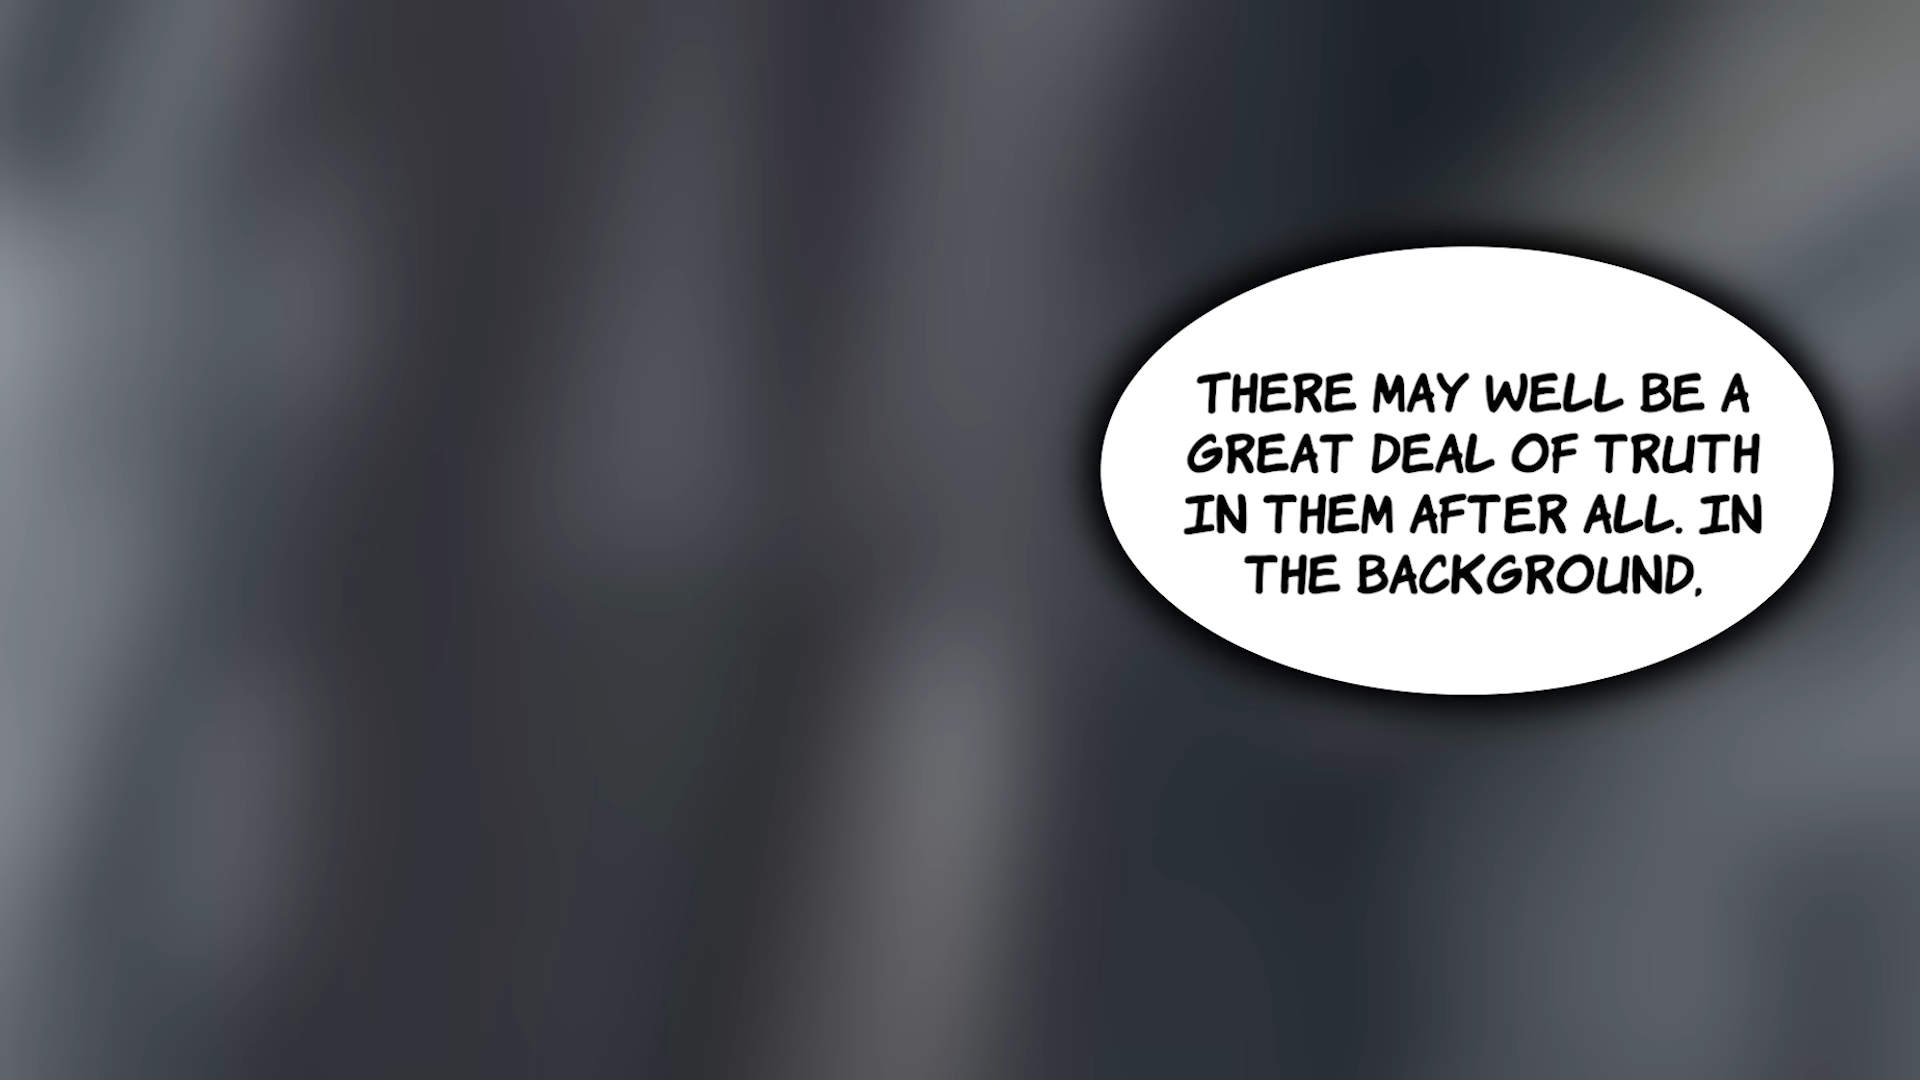 THERE MAY WELL BE A
GREAT DEAL OF TRUTH
IN THEM AFTER ALL. IN
THE BACKGROUND,